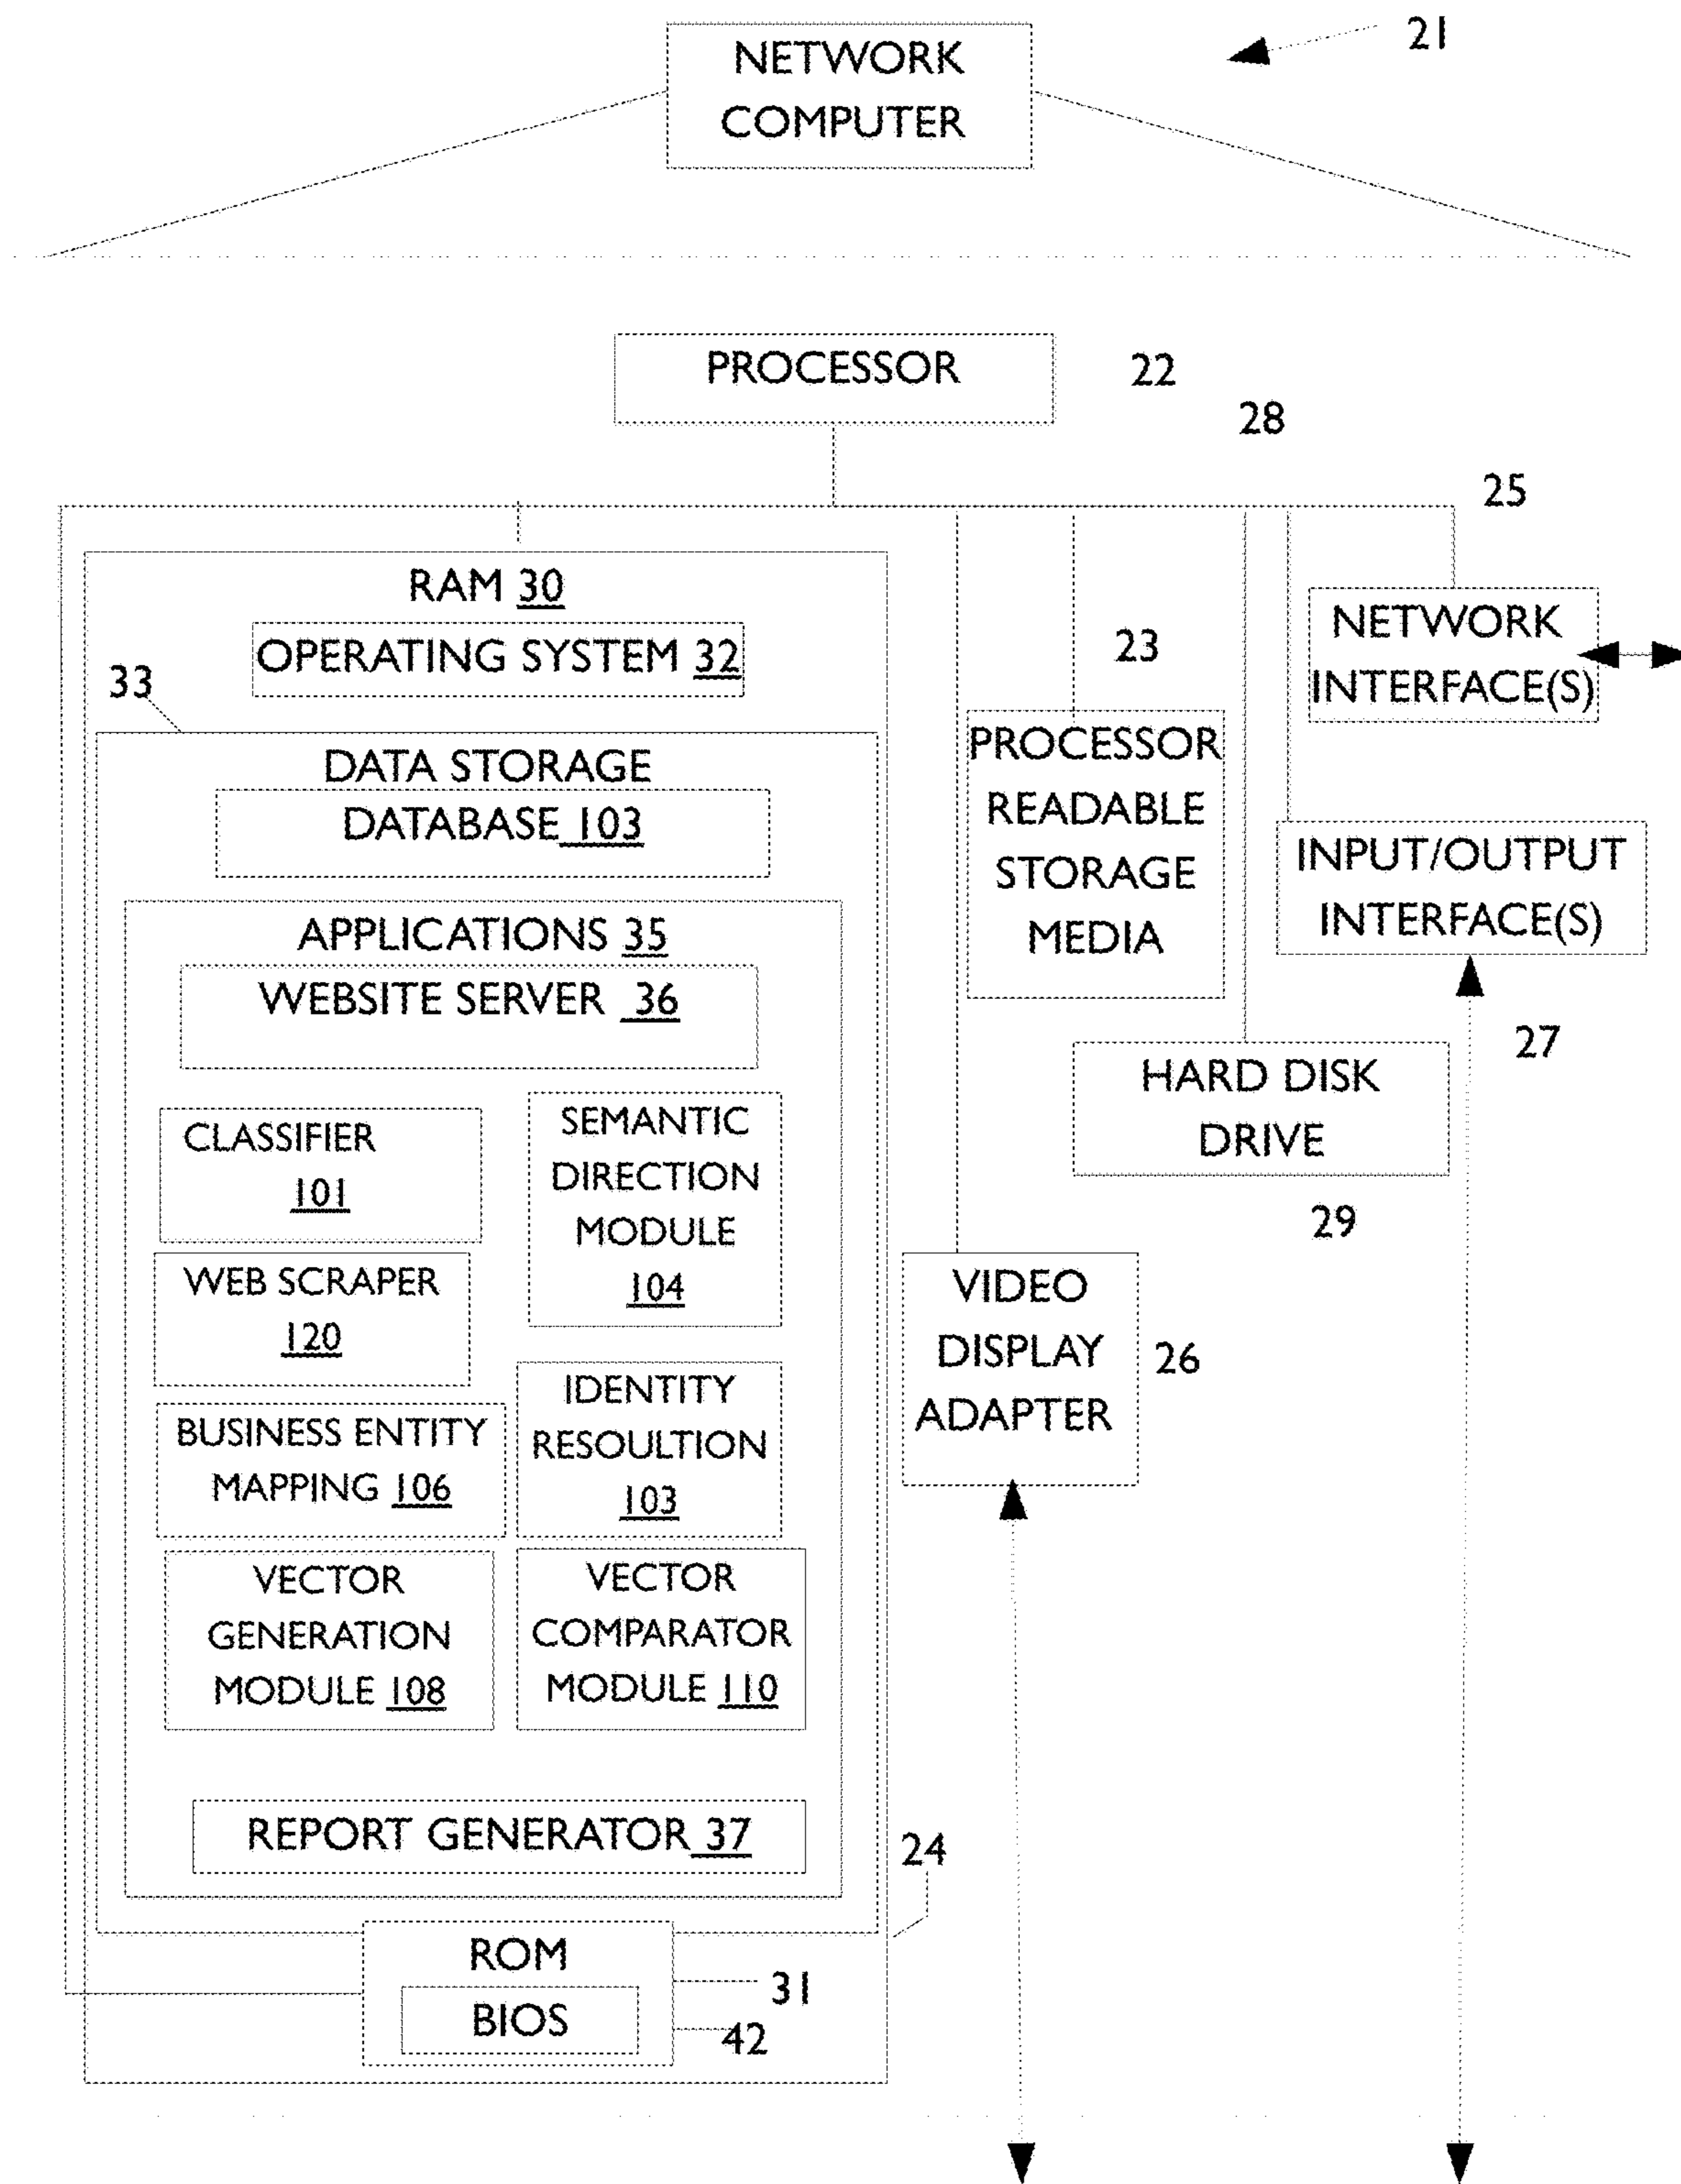 21
NETWORK
COMPUTER
PROCESSOR
22
28
25
RAM 30
OPERATING SYSTEM 32
33
DATA STORAGE
DATABASE 103
APPLICATIONS 35
WEBSITE SERVER 36
CLASSIFIER
101
SEMANTIC
DIRECTION
MODULE
104
WEB SCRAPER
120
BUSINESS ENTITY
MAPPING 106
IDENTITY
RESOULTION
103
VECTOR
GENERATION
MODULE 108
VECTOR
COMPARATOR
MODULE 110
REPORT GENERATOR 37
24
ROM
31
BIOS
42
23
PROCESSOR
READABLE
STORAGE
MEDIA
NETWORK
INTERFACE(S)
INPUT/OUTPUT
INTERFACE(S)
27
HARD DISK
DRIVE
29
VIDEO
DISPLAY
ADAPTER
26